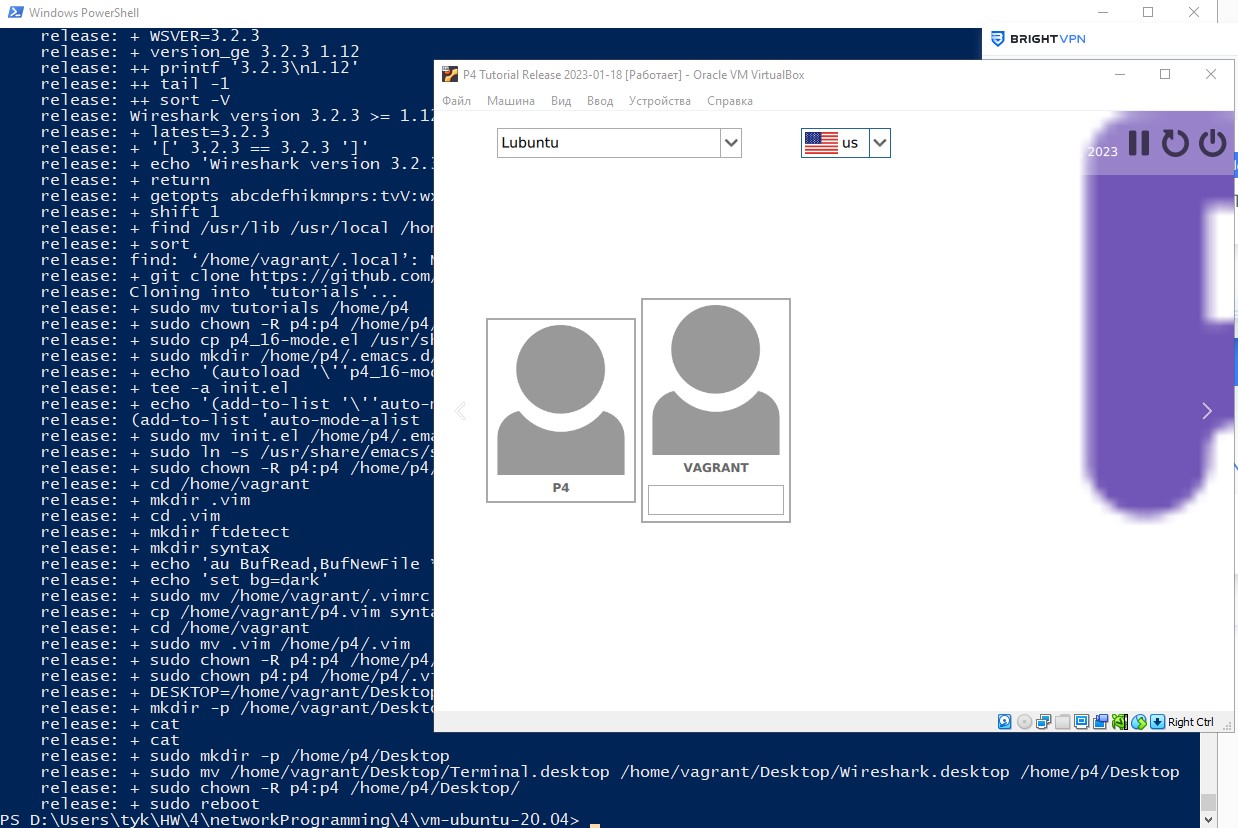 Windows PowerShell
release: + WSVER=3.2.3
release: + version_ge 3.2.3 1.12
release: ++ printf '3.2.3\n1.12'
release: ++ tail -1
release: ++ sort -V
release: Wireshark version 3.2.3 >= 1.12
release: + latest=3.2.3
release: + '[' 3.2.3 == 3.2.3 ']'
release: + echo 'Wireshark version 3.2.3
release: + return
release: + getopts abcdefhikmnprs:tvV:wx
release: + shift 1
release: + find /usr/lib /usr/local /hom
release: + sort
release: find: ‘/home/vagrant/.local’:
release: + git clone https://github.com/
release: Cloning into 'tutorials'...
release: + sudo mv tutorials /home/p4
release: + sudo chown -R p4:p4 /home/p4/
release: + sudo cp p4_16-mode.el /usr/sh
release: + sudo mkdir /home/p4/.emacs.d/
release: + echo '(autoload '\''p4_16-mod
release: + tee -a init.el
release: + echo '(add-to-list '\''auto-m
release: (add-to-list 'auto-mode-alist
release: + sudo mv init.el /home/p4/.ema
release: + sudo ln -s /usr/share/emacs/s
release: + sudo chown -R p4:p4 /home/p4/
release: + cd /home/vagrant
release: + mkdir .vim
release: + cd .vim
release: + mkdir ftdetect
release: + mkdir syntax
release: + echo 'au BufRead,BufNewFile
release: + echo 'set bg=dark'
release: + sudo mv /home/vagrant/.vimrc
release: + cp /home/vagrant/p4.vim synta
release: + cd /home/vagrant
release: + sudo mv .vim /home/p4/.vim
release: + sudo chown -R p4:p4 /home/p4/
release: + sudo chown p4:p4 /home/p4/.vi
release: + DESKTOP=/home/vagrant/Desktop
release: + mkdir -p /home/vagrant/Deskto
release: + cat
release: + cat
release: + sudo mkdir -p /home/p4/Desktop
release: + sudo mv /home/vagrant/Desktop/Terminal.desktop /home/vagrant/Desktop/Wireshark.desktop /home/p4/Desktop
release: + sudo chown -R p4:p4 /home/p4/Desktop/
release: + sudo reboot
PS D:\Users\tyk\HW\4\networkProgramming\4\vm-ubuntu-20.04>
BRIGHTVPN
P4 Tutorial Release 2023-01-18 [Работает] - Oracle VM VirtualBox
Файл Машина Вид Ввод Устройства Справка
Lubuntu us 2023
P4
VAGRANT
Right Ctrl